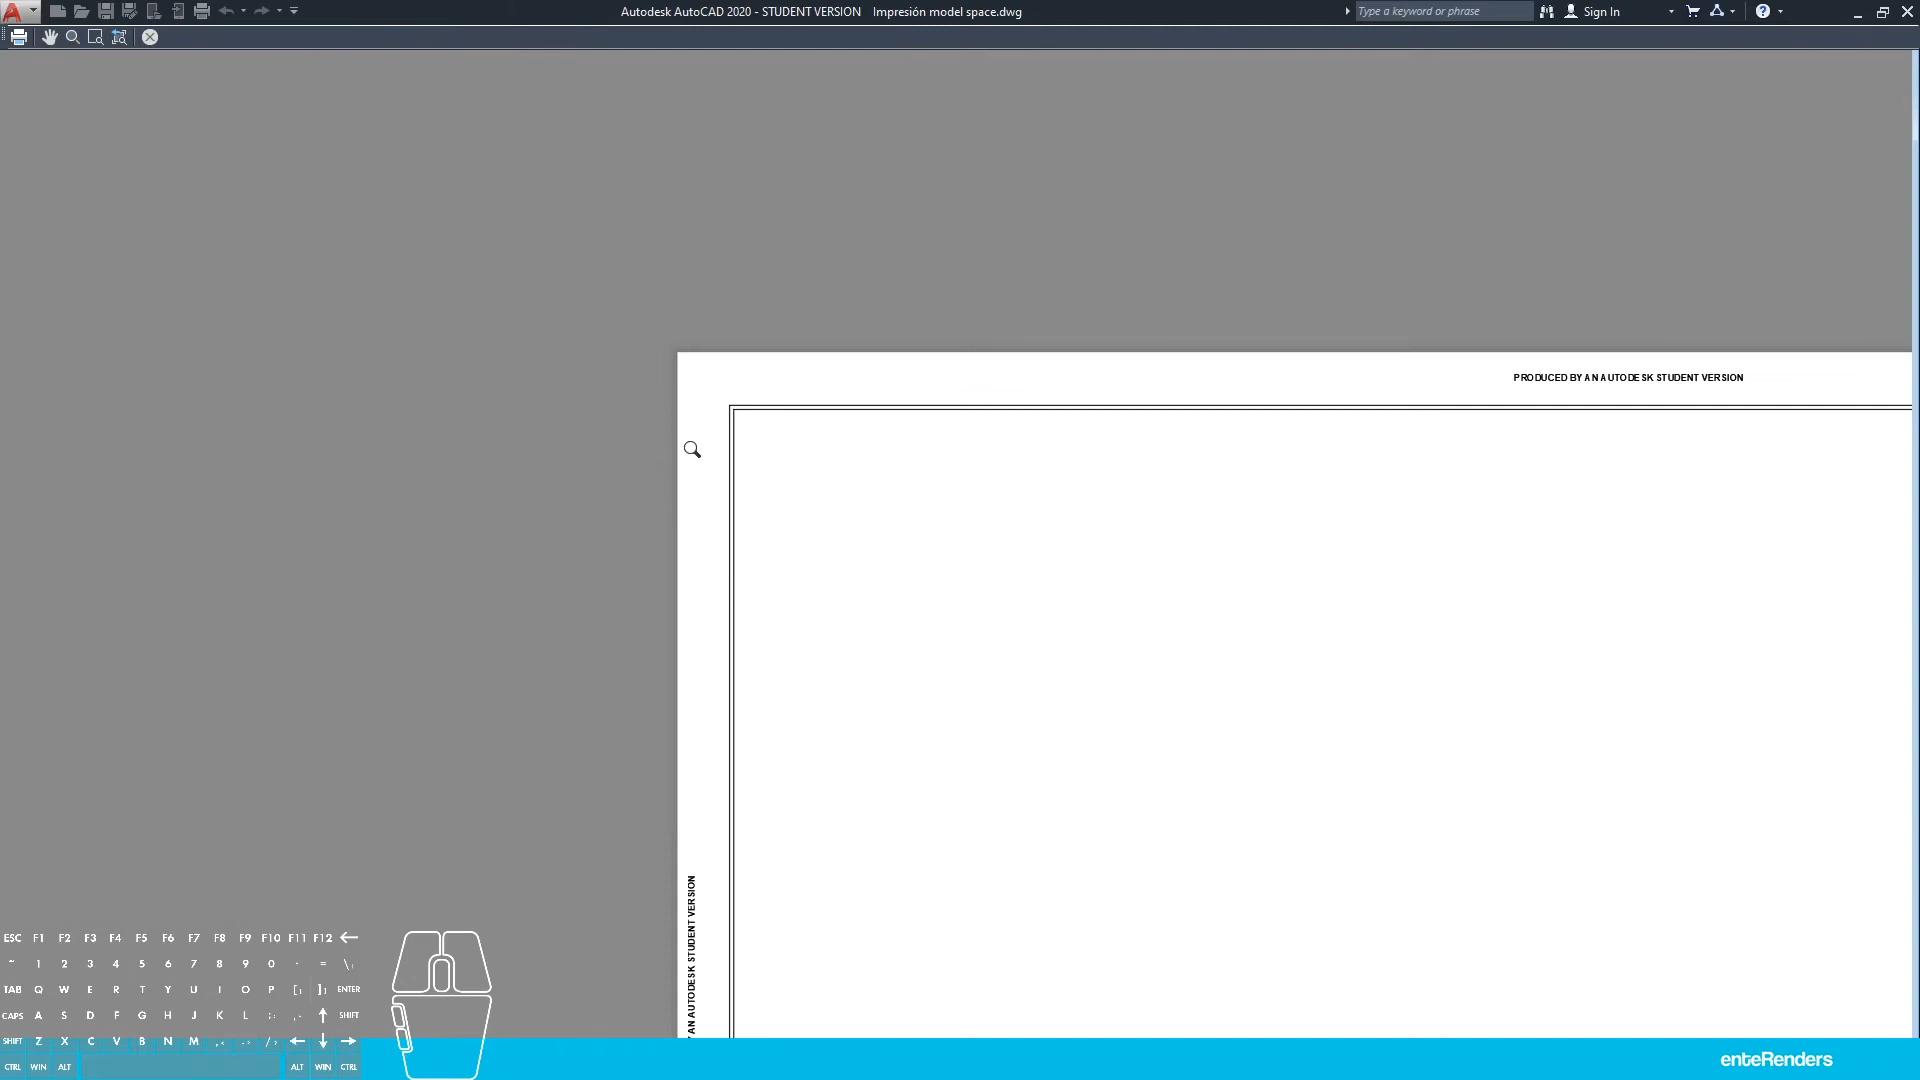 Autodesk AutoCAD 2020 - STUDENT VERSION Impresión model space.dwg
Type a keyword or phrase
Sign In
PRODUCED BY AN AUTODESK STUDENT VERSION
AN AUTODESK STUDENT VERSION
ESC F1 F2 F3 F4 F5 F6 F7 F8 F9 F10 F11 F12 ←
~ 1 2 3 4 5 6 7 8 9 0 - = \
TAB Q W E R T Y U I O P [ ] ENTER
CAPS A S D F G H J K L ; ↑ SHIFT
SHIFT Z X C V B N M , . / ← ↓ →
CTRL WIN ALT ALT WIN CTRL
enteRenders